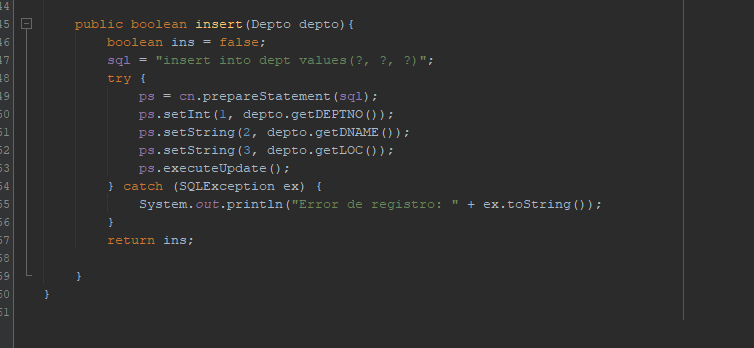 44
45 public boolean insert(Depto depto){
46 boolean ins = false;
47 sql = "insert into dept values(?, ?, ?)";
48 try {
49 ps = cn.prepareStatement(sql);
50 ps.setInt(1, depto.getDEPTNO());
51 ps.setString(2, depto.getDNAME());
52 ps.setString(3, depto.getLOC());
53 ps.executeUpdate();
54 } catch (SQLException ex) {
55 System.out.println("Error de registro: " + ex.toString());
56 }
57 return ins;
58
59 }
60 }
61